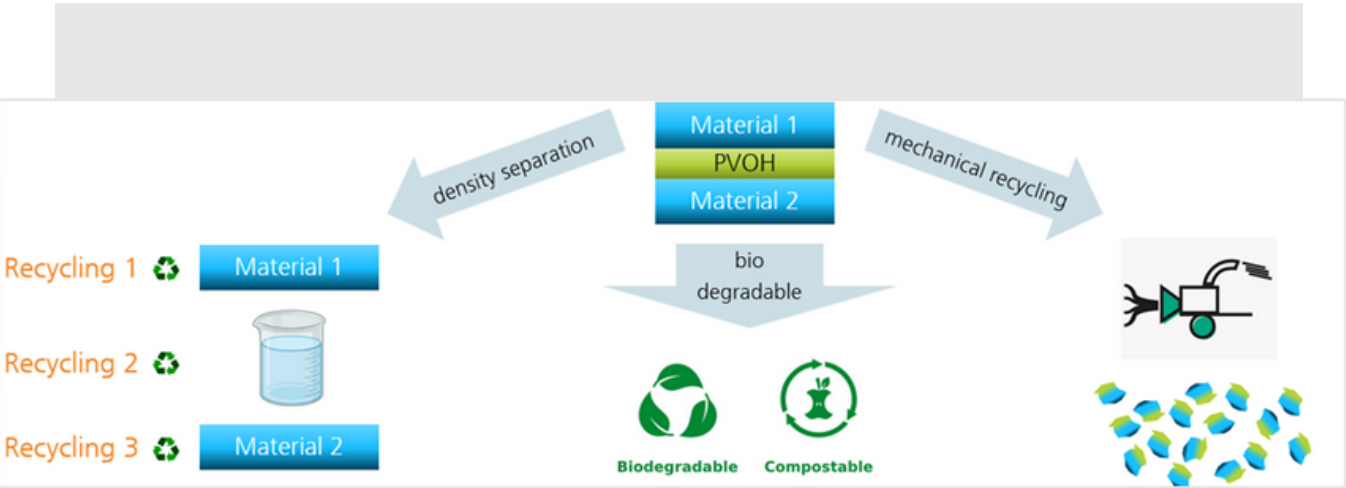 Material 1
PVOH
Material 2
density separation
mechanical recycling
bio
degradable
Recycling 1
Material 1
Recycling 2
Recycling 3
Material 2
Biodegradable
Compostable